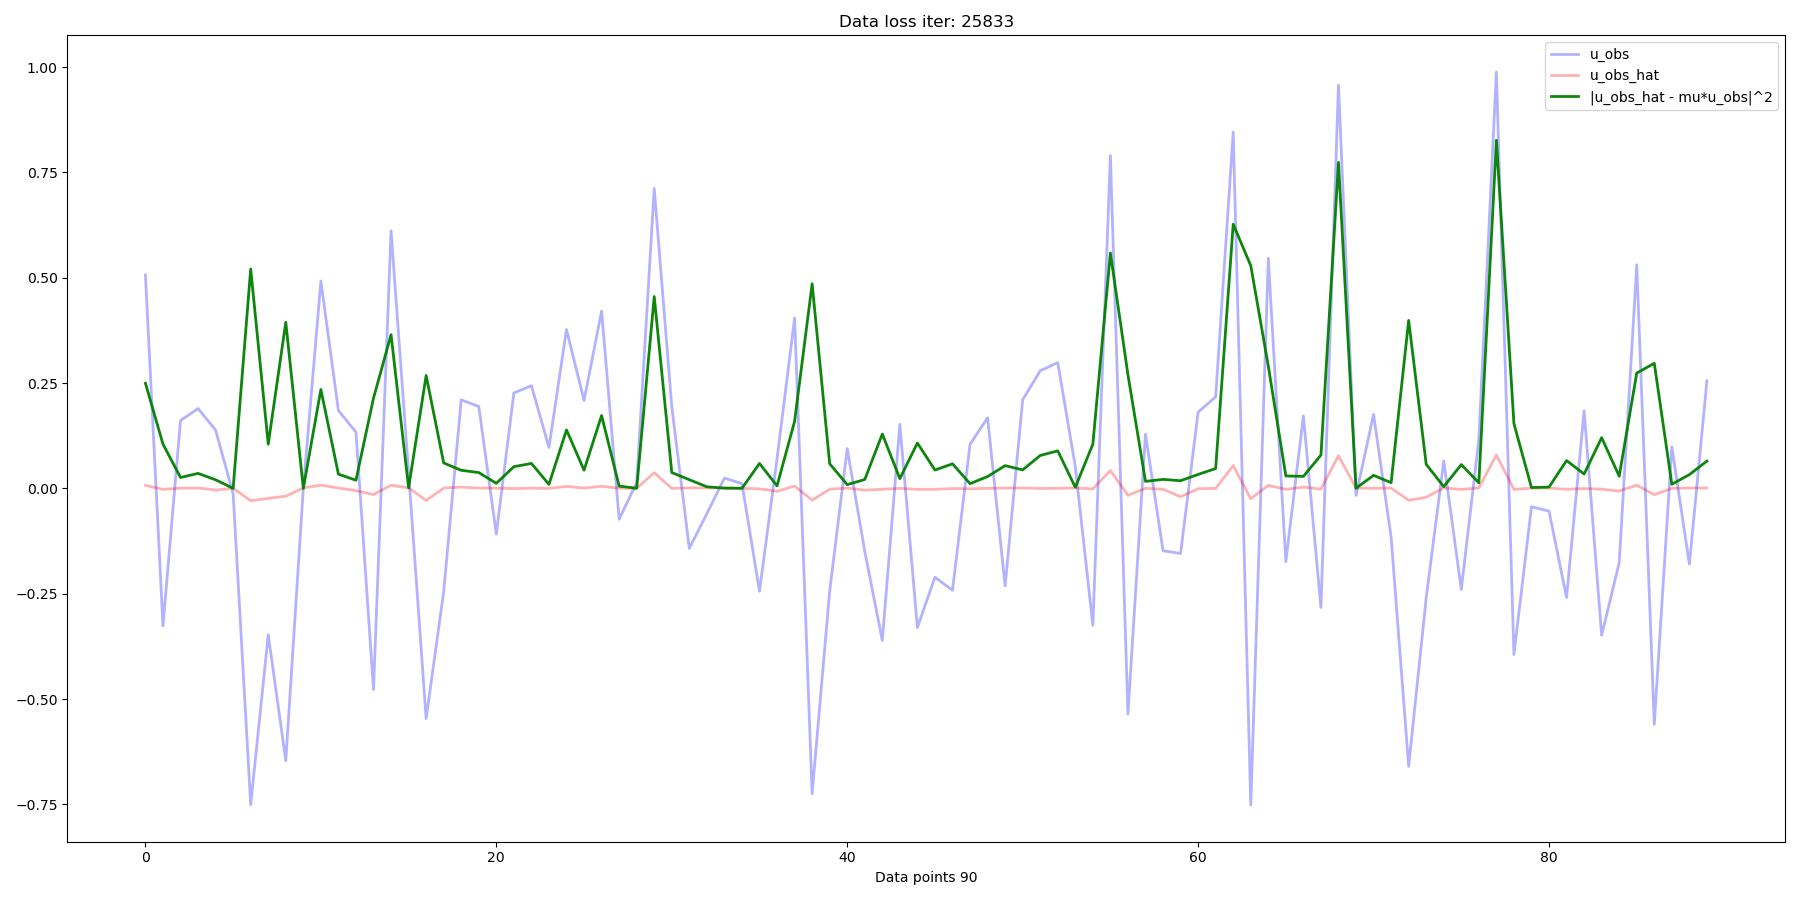 Data loss iter: 25833
u_obs
u_obs_hat
|u_obs_hat - mu*u_obs|^2
1.00
0.75
0.50
0.25
0.00
−0.25
−0.50
−0.75
0 20 40 60 80
Data points 90